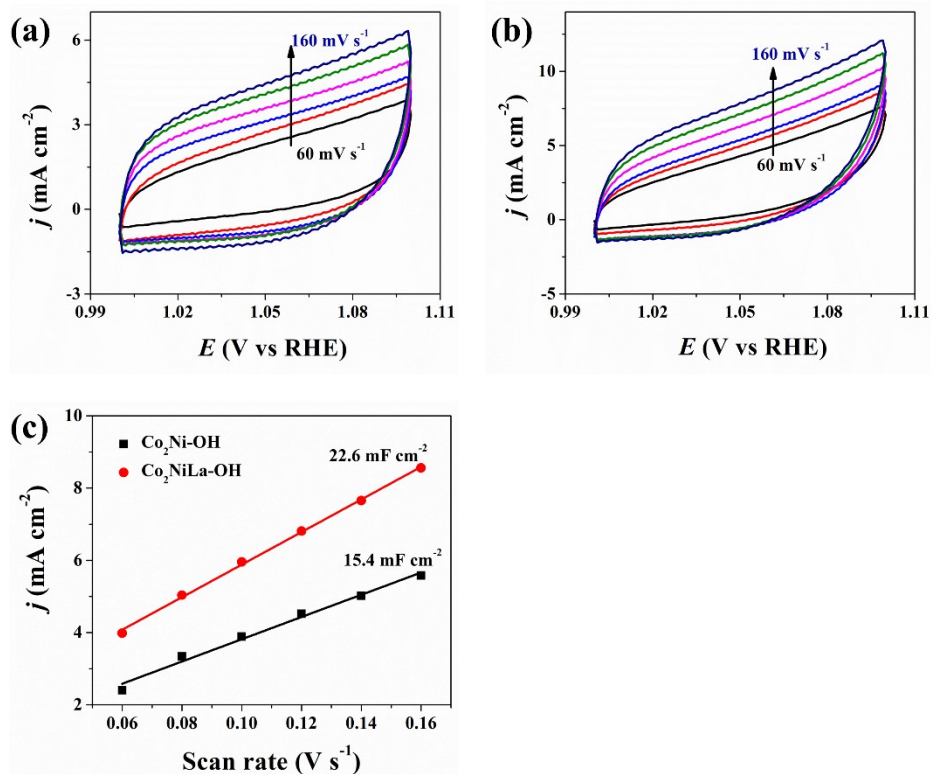 (a)
6
3
0
-3
j (mA cm⁻²)
160 mV s⁻¹
60 mV s⁻¹
0.99 1.02 1.05 1.08 1.11
E (V vs RHE)
(b)
10
5
0
-5
j (mA cm⁻²)
160 mV s⁻¹
60 mV s⁻¹
0.99 1.02 1.05 1.08 1.11
E (V vs RHE)
(c)
10
8
6
4
2
j (mA cm⁻²)
Co₂Ni-OH
Co₂NiLa-OH
22.6 mF cm⁻²
15.4 mF cm⁻²
0.06 0.08 0.10 0.12 0.14 0.16
Scan rate (V s⁻¹)